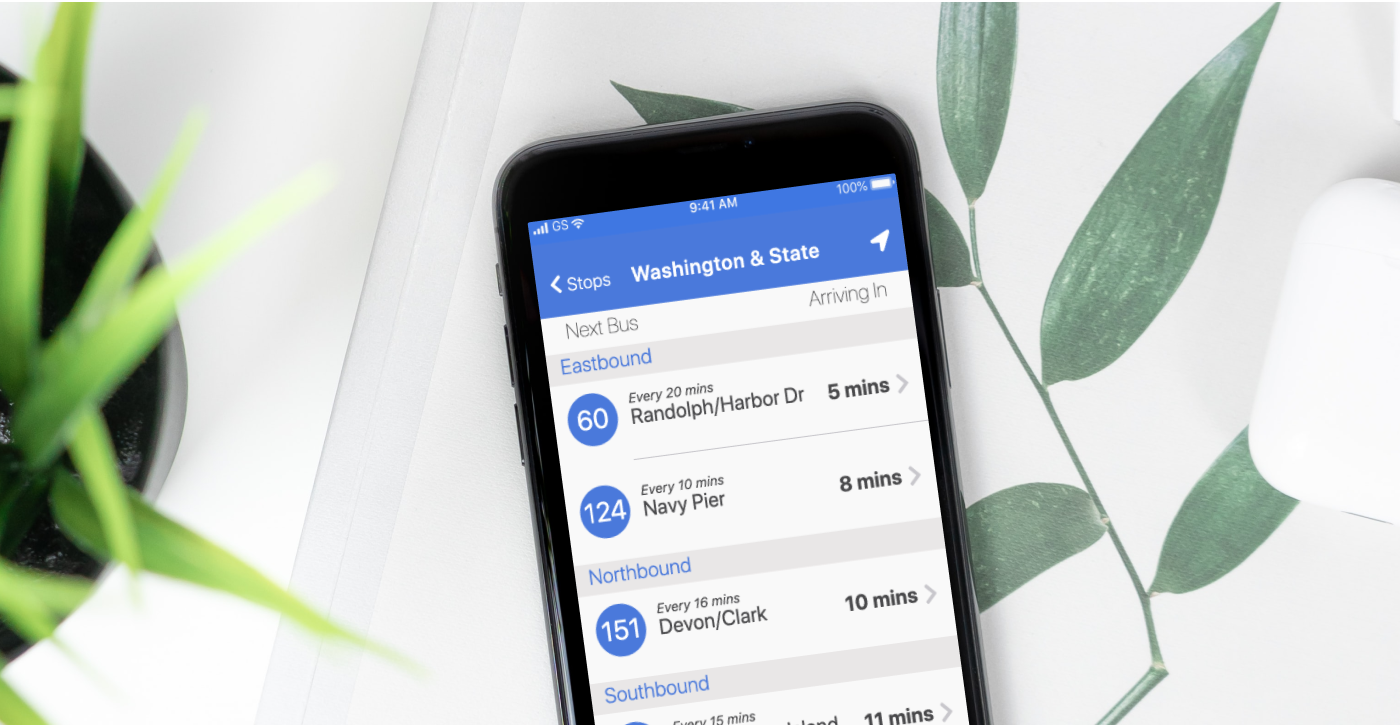 GS 9:41 AM 100%
Stops Washington & State
Next Bus Arriving In
Eastbound
60 Every 20 mins
Randolph/Harbor Dr 5 mins
124 Every 10 mins
Navy Pier 8 mins
Northbound
151 Every 16 mins
Devon/Clark 10 mins
Southbound
Every 15 mins
11 mins